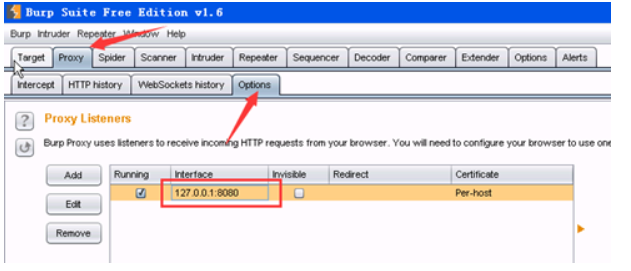 Burp Suite Free Edition v1.6
Burp Intruder Repeater Window Help
Target Proxy Spider Scanner Intruder Repeater Sequencer Decoder Comparer Extender Options Alerts
Intercept HTTP history WebSockets history Options
? Proxy Listeners
Burp Proxy uses listeners to receive incoming HTTP requests from your browser. You will need to configure your browser to use one
Add Running Interface Invisible Redirect Certificate
127.0.0.1:8080 Per-host
Edit
Remove